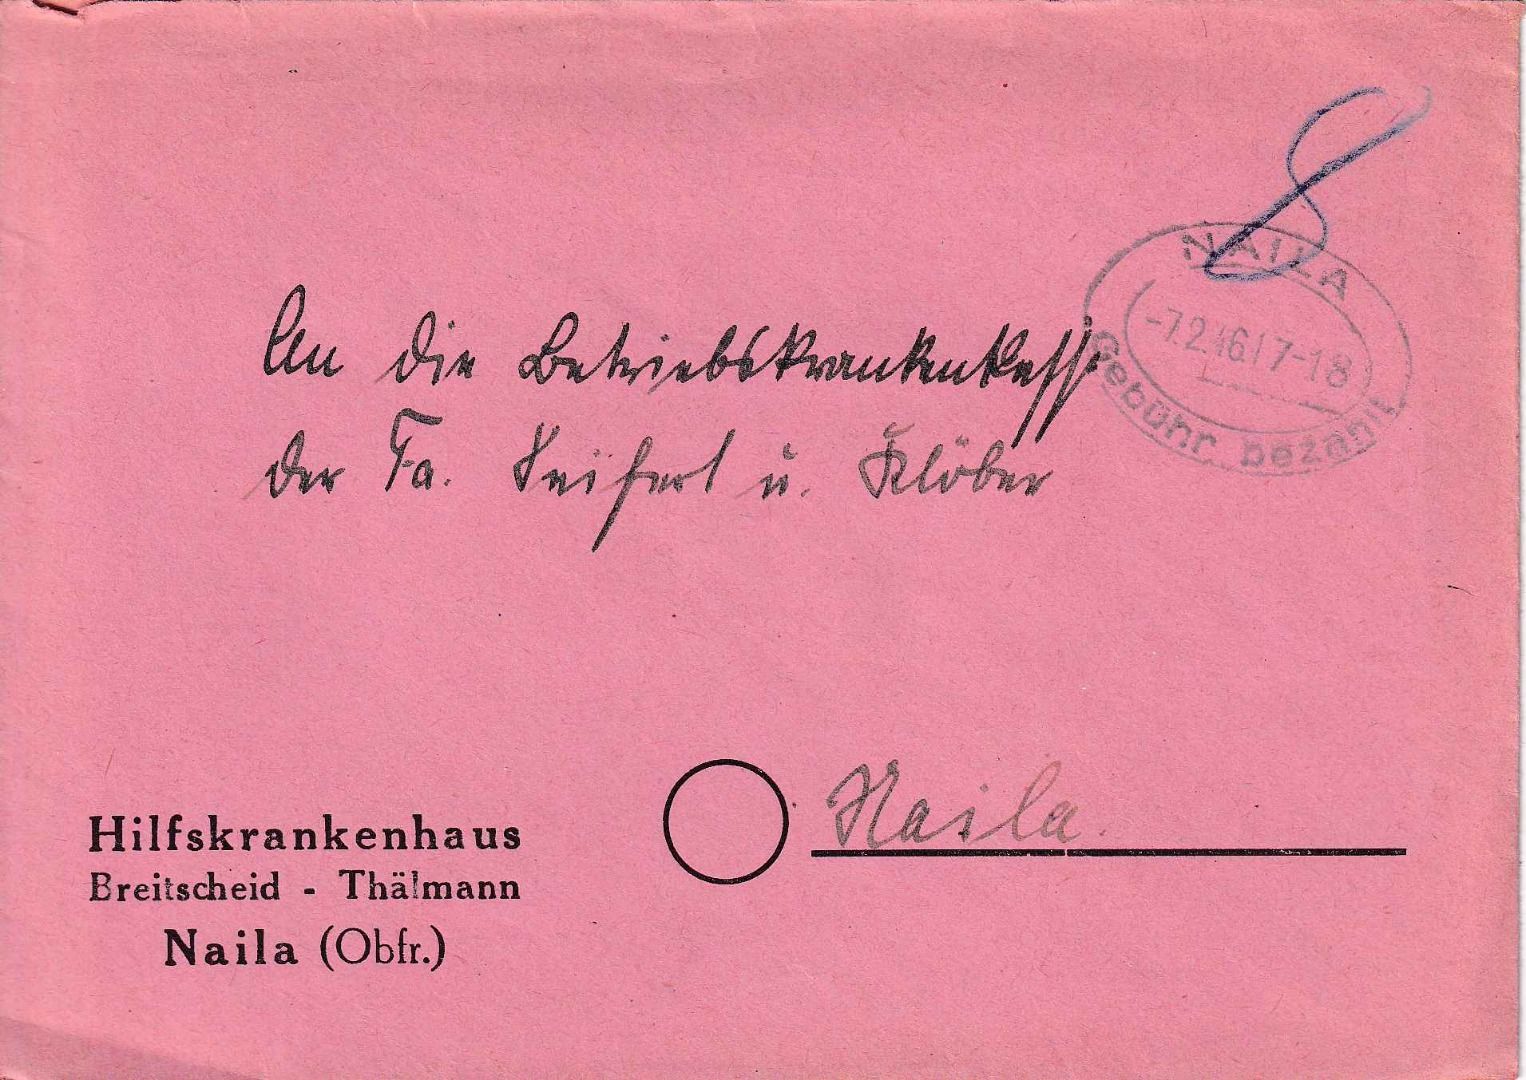 8
NAILA
-7.2.46.17-18
Gebühr bezahlt
An die Betriebskrankenkasse
der Fa. Seifert u. Klöber
Naila
Hilfskrankenhaus
Breitscheid - Thälmann
Naila (Obfr.)